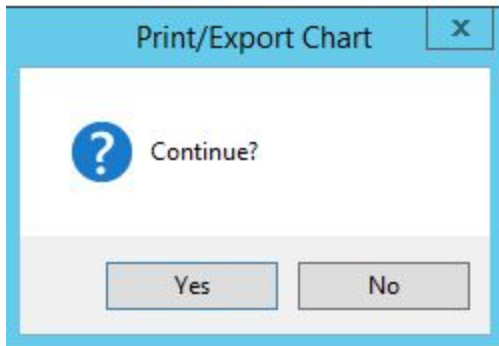 Print/Export Chart
x
?
Continue?
Yes
No